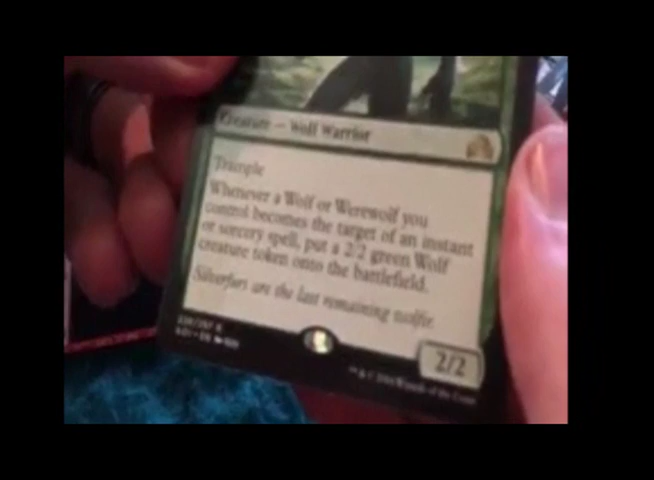 Creature — Wolf Warrior
Trample
Whenever a Wolf or Werewolf you
control becomes the target of an instant
or sorcery spell, put a 2/2 green Wolf
creature token onto the battlefield.
Silverfurs are the last remaining wolfir.
2/2